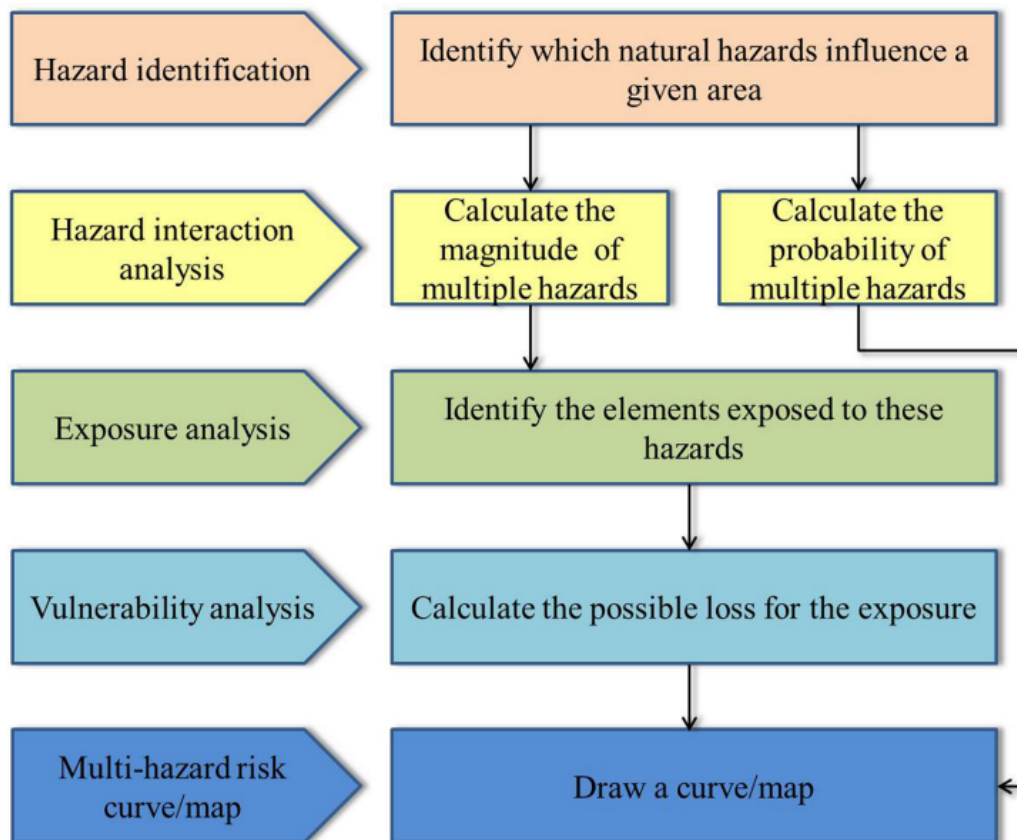 Hazard identification
Identify which natural hazards influence a
given area
Hazard interaction
analysis
Calculate the
magnitude of
multiple hazards
Calculate the
probability of
multiple hazards
Exposure analysis
Identify the elements exposed to these
hazards
Vulnerability analysis
Calculate the possible loss for the exposure
Multi-hazard risk
curve/map
Draw a curve/map